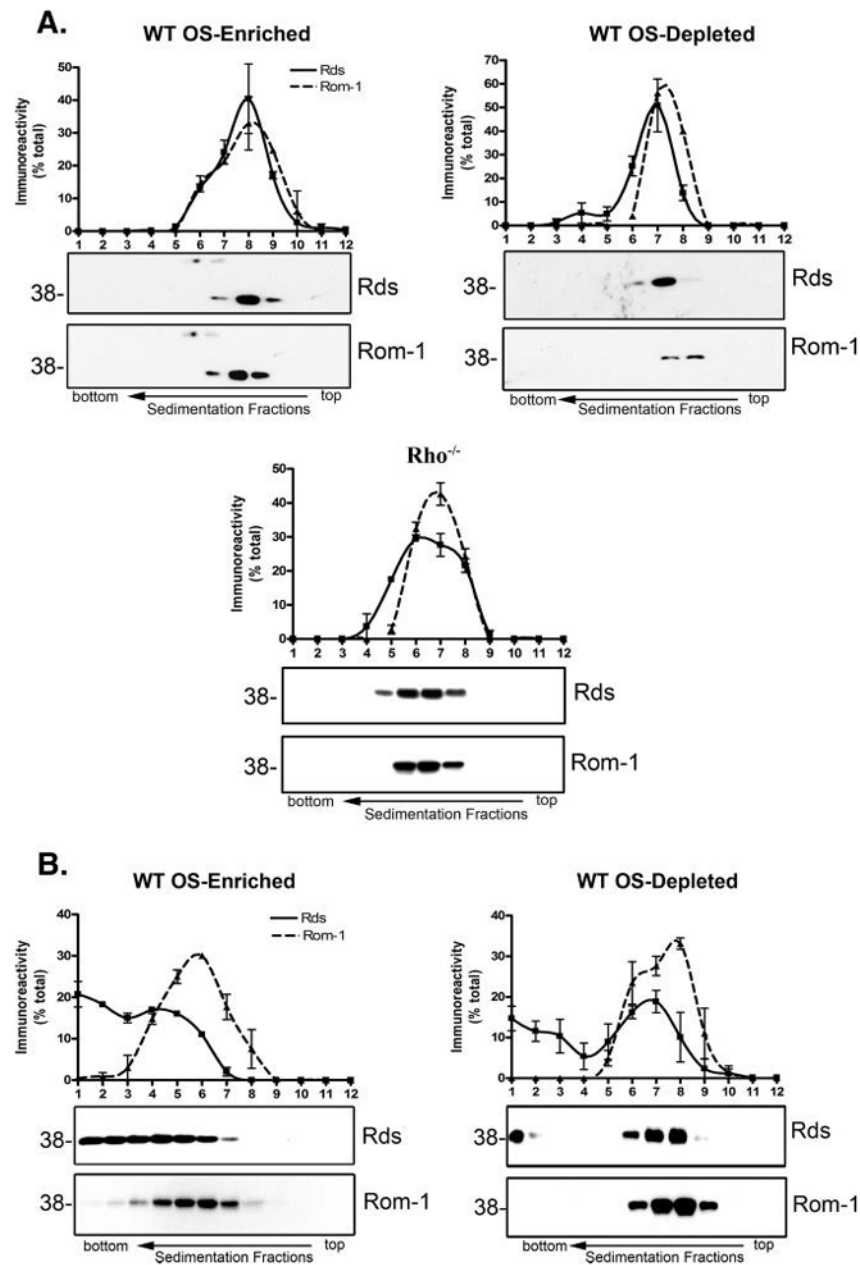 A.
WT OS-Enriched
WT OS-Depleted
Immunoreactivity
(% total)
50
40
30
20
10
0
Rds
Rom-1
1 2 3 4 5 6 7 8 9 10 11 12
38-
Rds
38-
Rom-1
bottom
top
Sedimentation Fractions
Immunoreactivity
(% total)
70
60
50
40
30
20
10
0
1 2 3 4 5 6 7 8 9 10 11 12
38-
Rds
38-
Rom-1
bottom
top
Sedimentation Fractions
Rho-/-
Immunoreactivity
(% total)
50
40
30
20
10
0
1 2 3 4 5 6 7 8 9 10 11 12
38-
Rds
38-
Rom-1
bottom
top
Sedimentation Fractions
B.
WT OS-Enriched
WT OS-Depleted
Immunoreactivity
(% total)
40
30
20
10
0
Rds
Rom-1
1 2 3 4 5 6 7 8 9 10 11 12
38-
Rds
38-
Rom-1
bottom
top
Sedimentation Fractions
Immunoreactivity
(% total)
40
30
20
10
0
1 2 3 4 5 6 7 8 9 10 11 12
38-
Rds
38-
Rom-1
bottom
top
Sedimentation Fractions